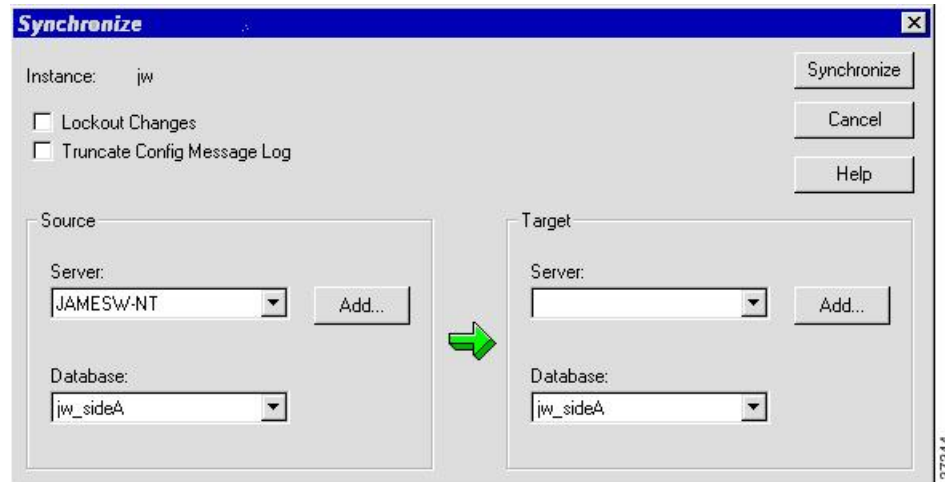 Synchronize
Instance: jw
Synchronize
Lockout Changes
Cancel
Truncate Config Message Log
Help
Source
Target
Server:
Server:
JAMESW-NT
Add...
Add...
Database:
Database:
jw_sideA
jw_sideA